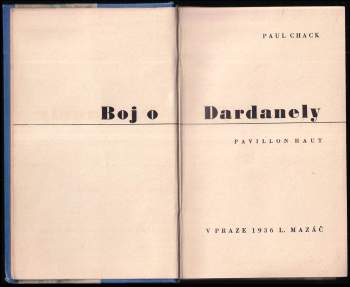 PAUL CHACK
Boj o Dardanely
PAVILLON HAUT
V PRAZE 1936 L. MAZÁČ